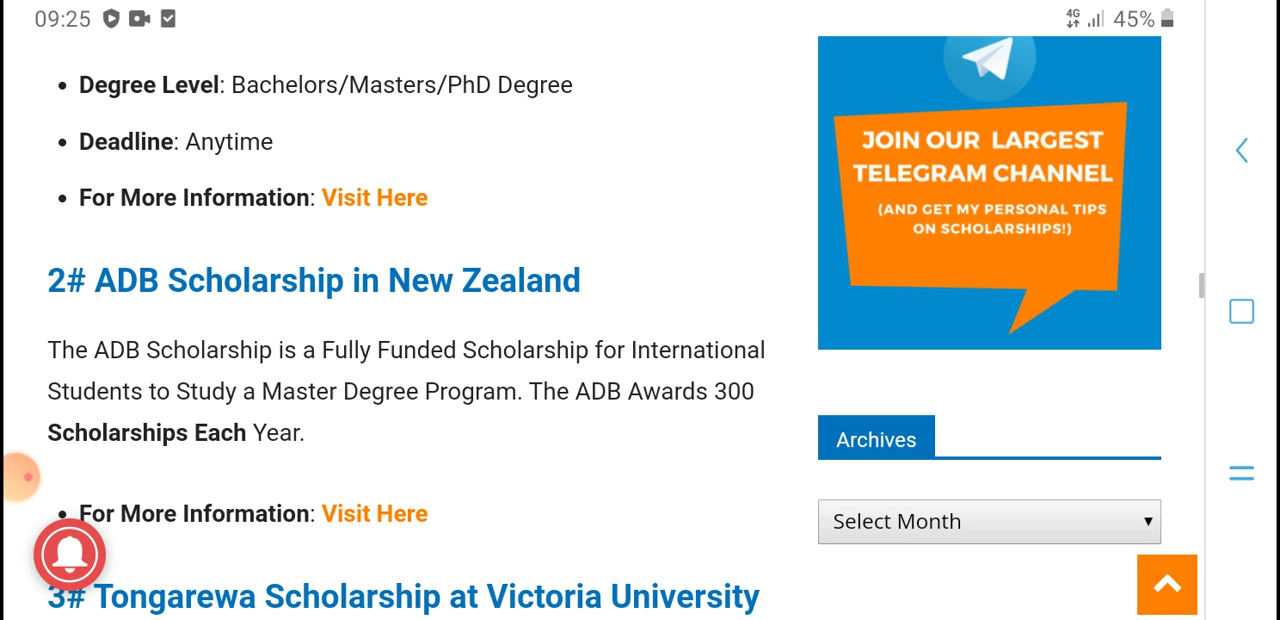 09:25
4G 45%
• Degree Level: Bachelors/Masters/PhD Degree
• Deadline: Anytime
• For More Information: Visit Here
2# ADB Scholarship in New Zealand
The ADB Scholarship is a Fully Funded Scholarship for International
Students to Study a Master Degree Program. The ADB Awards 300
Scholarships Each Year.
• For More Information: Visit Here
3# Tongarewa Scholarship at Victoria University
JOIN OUR LARGEST
TELEGRAM CHANNEL
(AND GET MY PERSONAL TIPS
ON SCHOLARSHIPS!)
Archives
Select Month